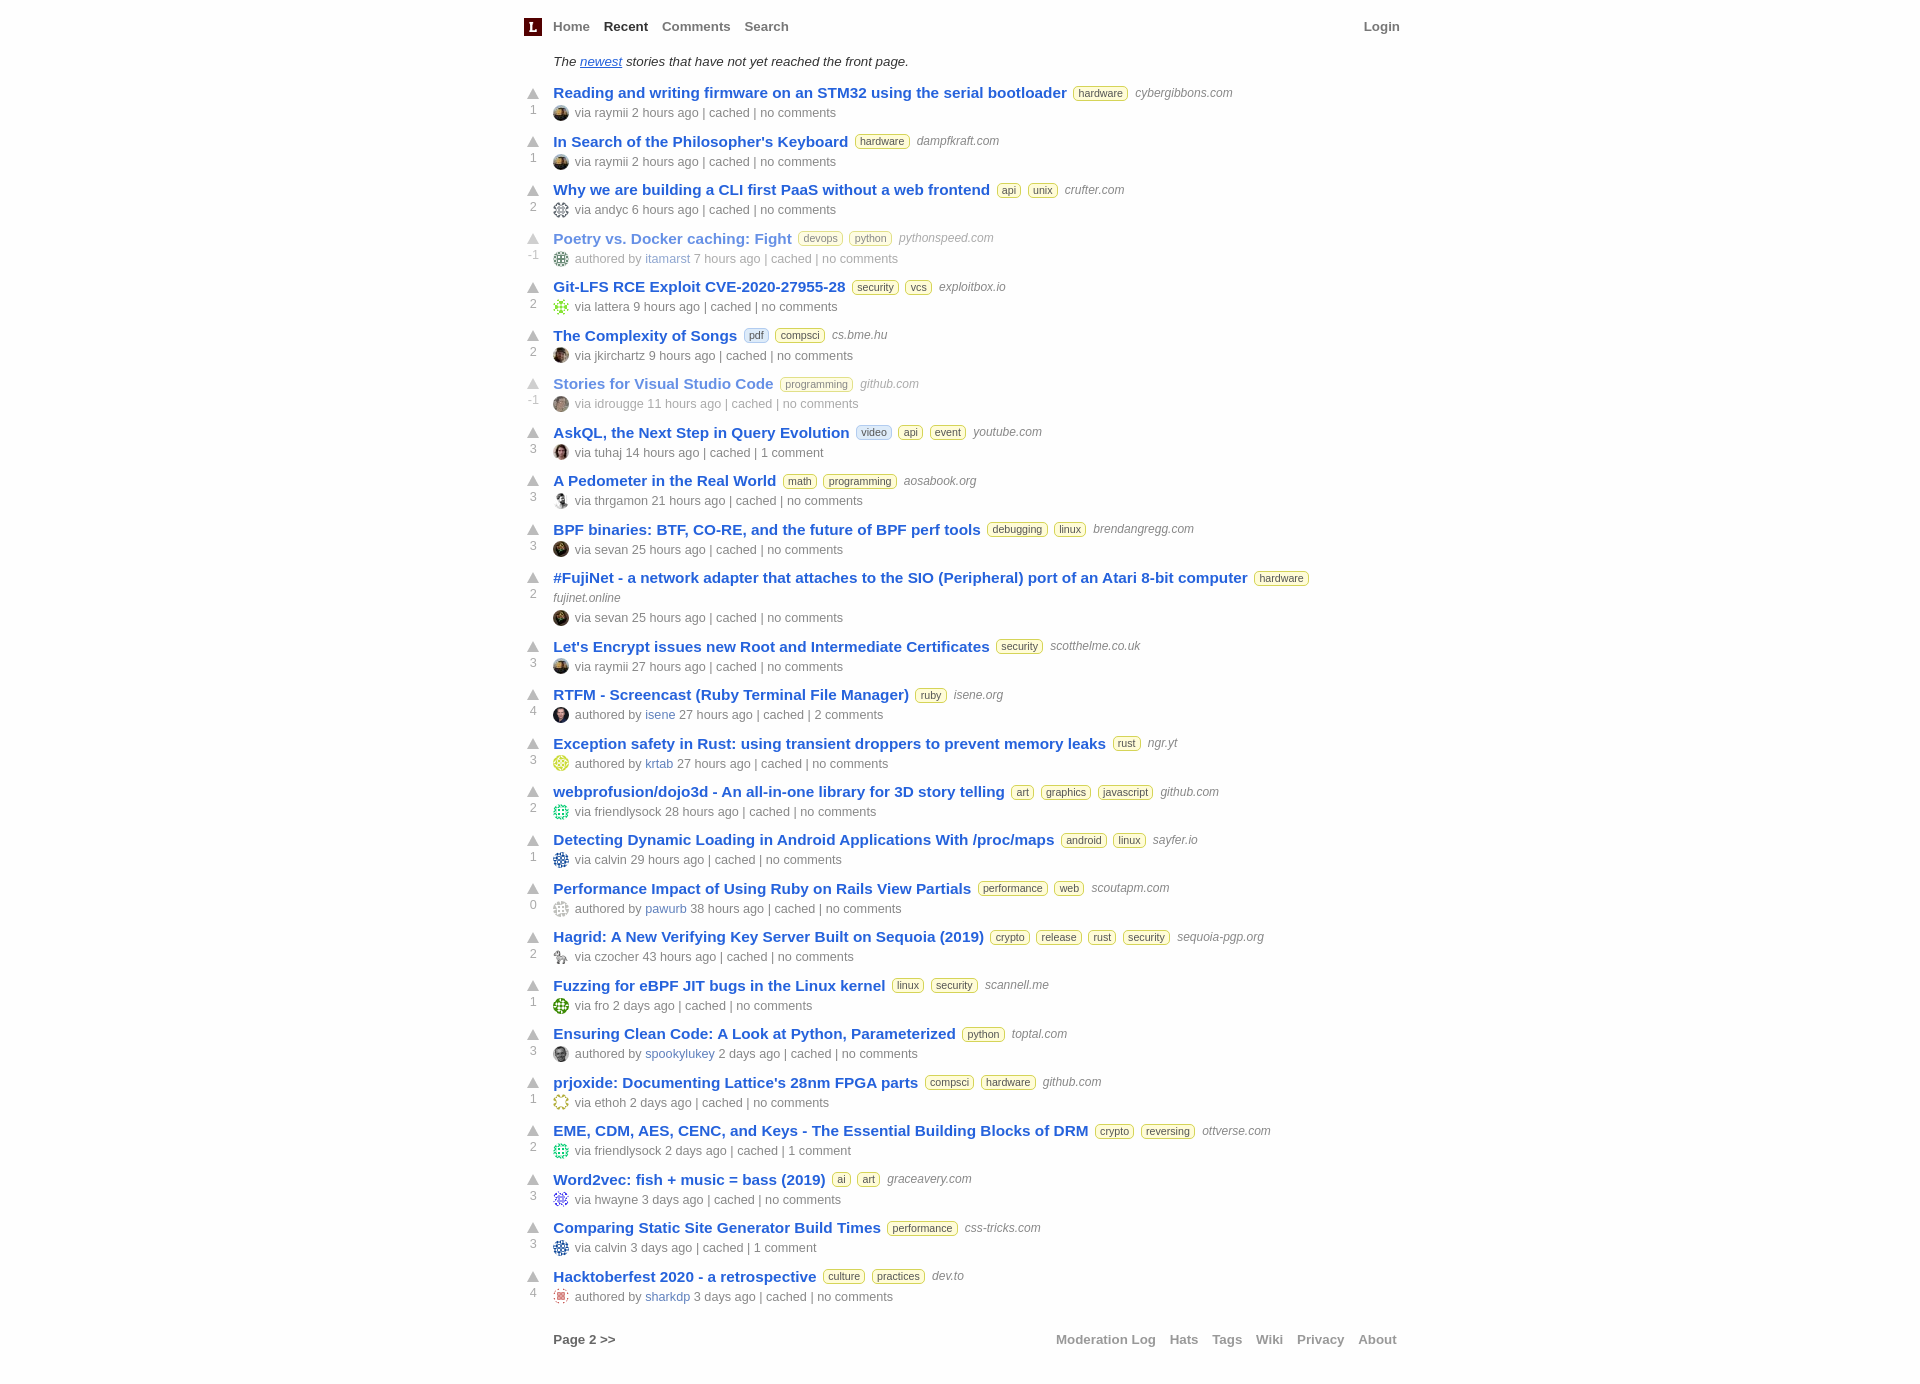 L Home Recent Comments Search Login
The newest stories that have not yet reached the front page.
Reading and writing firmware on an STM32 using the serial bootloader hardware cybergibbons.com
1 via raymii 2 hours ago | cached | no comments
In Search of the Philosopher's Keyboard hardware dampfkraft.com
1 via raymii 2 hours ago | cached | no comments
Why we are building a CLI first PaaS without a web frontend api unix crufter.com
2 via andyc 6 hours ago | cached | no comments
Poetry vs. Docker caching: Fight devops python pythonspeed.com
-1 authored by itamarst 7 hours ago | cached | no comments
Git-LFS RCE Exploit CVE-2020-27955-28 security vcs exploitbox.io
2 via lattera 9 hours ago | cached | no comments
The Complexity of Songs pdf compsci cs.bme.hu
2 via jkirchartz 9 hours ago | cached | no comments
Stories for Visual Studio Code programming github.com
-1 via idrougge 11 hours ago | cached | no comments
AskQL, the Next Step in Query Evolution video api event youtube.com
3 via tuhaj 14 hours ago | cached | 1 comment
A Pedometer in the Real World math programming aosabook.org
3 via thrgamon 21 hours ago | cached | no comments
BPF binaries: BTF, CO-RE, and the future of BPF perf tools debugging linux brendangregg.com
3 via sevan 25 hours ago | cached | no comments
#FujiNet - a network adapter that attaches to the SIO (Peripheral) port of an Atari 8-bit computer hardware
2 fujinet.online
via sevan 25 hours ago | cached | no comments
Let's Encrypt issues new Root and Intermediate Certificates security scotthelme.co.uk
3 via raymii 27 hours ago | cached | no comments
RTFM - Screencast (Ruby Terminal File Manager) ruby isene.org
4 authored by isene 27 hours ago | cached | 2 comments
Exception safety in Rust: using transient droppers to prevent memory leaks rust ngr.yt
3 authored by krtab 27 hours ago | cached | no comments
webprofusion/dojo3d - An all-in-one library for 3D story telling art graphics javascript github.com
2 via friendlysock 28 hours ago | cached | no comments
Detecting Dynamic Loading in Android Applications With /proc/maps android linux sayfer.io
1 via calvin 29 hours ago | cached | no comments
Performance Impact of Using Ruby on Rails View Partials performance web scoutapm.com
0 authored by pawurb 38 hours ago | cached | no comments
Hagrid: A New Verifying Key Server Built on Sequoia (2019) crypto release rust security sequoia-pgp.org
2 via czocher 43 hours ago | cached | no comments
Fuzzing for eBPF JIT bugs in the Linux kernel linux security scannell.me
1 via fro 2 days ago | cached | no comments
Ensuring Clean Code: A Look at Python, Parameterized python toptal.com
3 authored by spookylukey 2 days ago | cached | no comments
prjoxide: Documenting Lattice's 28nm FPGA parts compsci hardware github.com
1 via ethoh 2 days ago | cached | no comments
EME, CDM, AES, CENC, and Keys - The Essential Building Blocks of DRM crypto reversing ottverse.com
2 via friendlysock 2 days ago | cached | 1 comment
Word2vec: fish + music = bass (2019) ai art graceavery.com
3 via hwayne 3 days ago | cached | no comments
Comparing Static Site Generator Build Times performance css-tricks.com
3 via calvin 3 days ago | cached | 1 comment
Hacktoberfest 2020 - a retrospective culture practices dev.to
4 authored by sharkdp 3 days ago | cached | no comments
Page 2 >> Moderation Log Hats Tags Wiki Privacy About